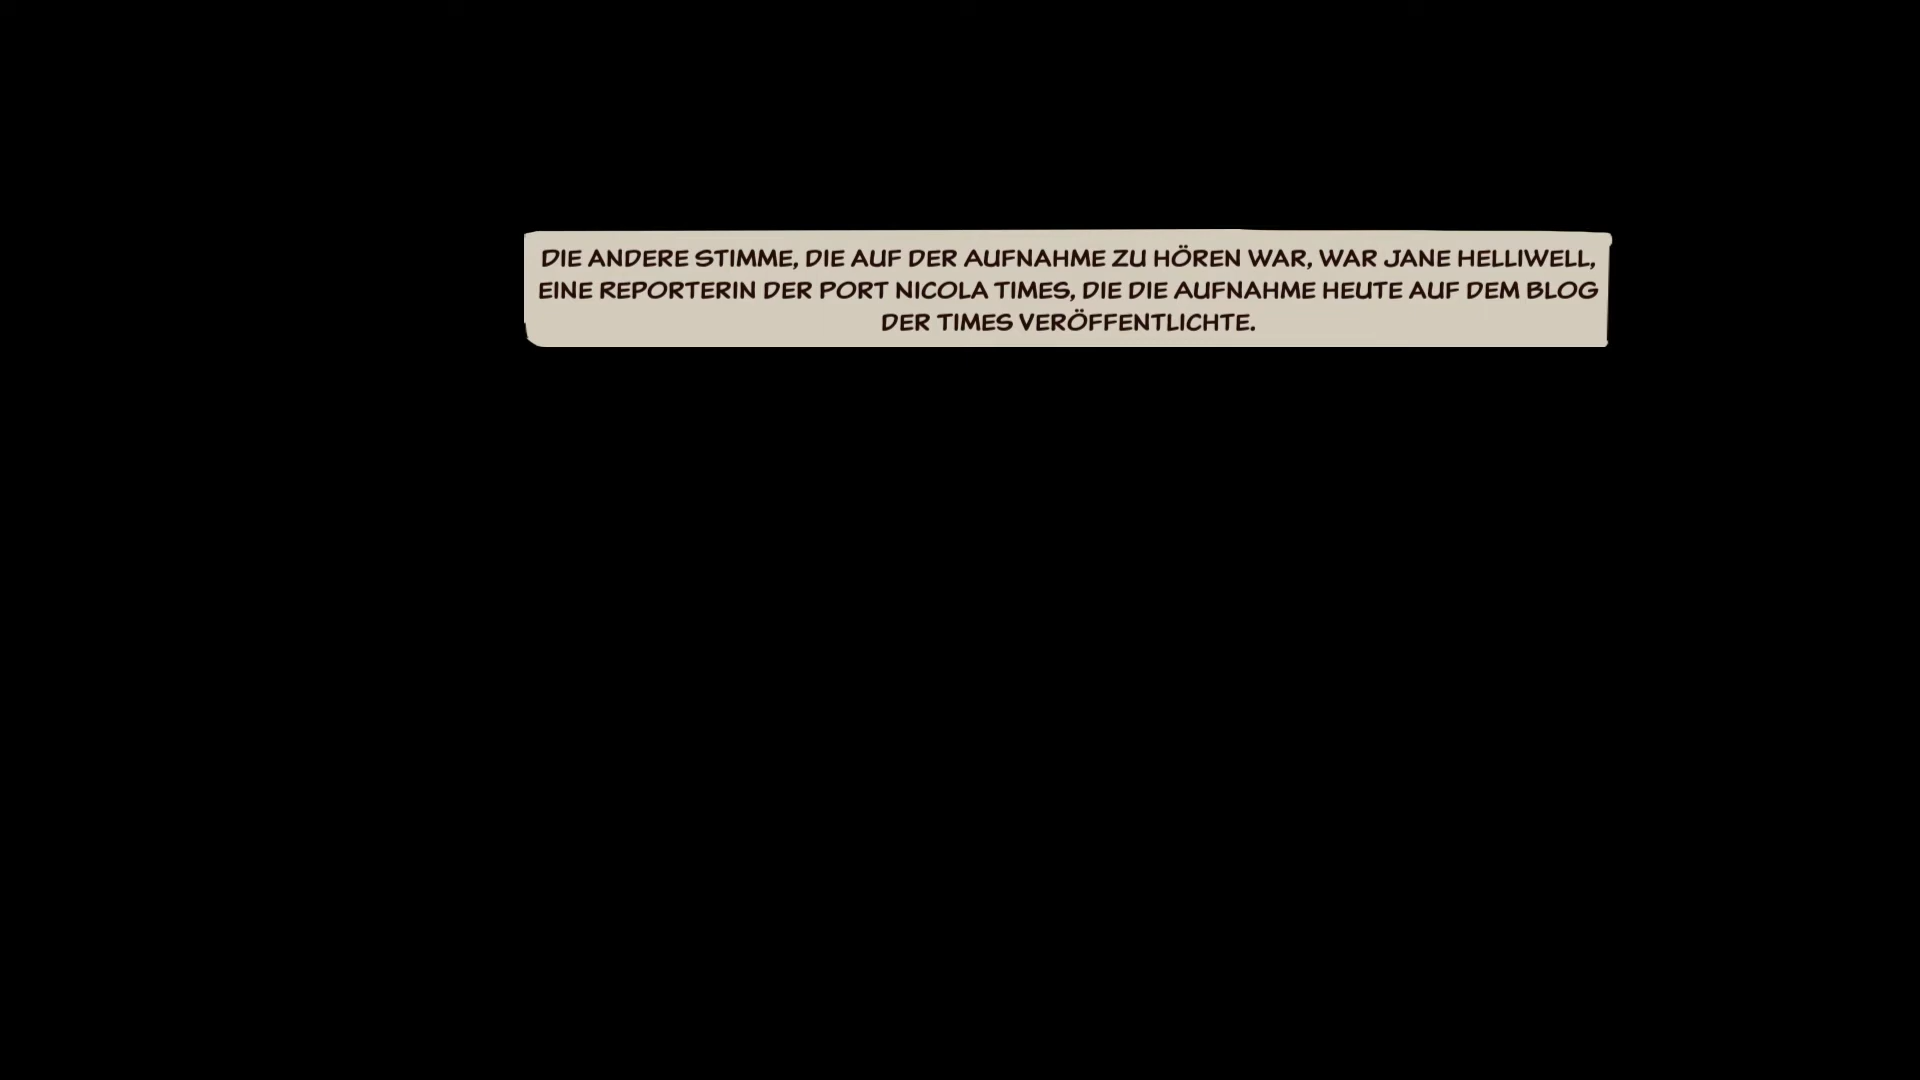 DIE ANDERE STIMME, DIE AUF DER AUFNAHME ZU HÖREN WAR, WAR JANE HELLIWELL,
EINE REPORTERIN DER PORT NICOLA TIMES, DIE DIE AUFNAHME HEUTE AUF DEM BLOG
DER TIMES VERÖFFENTLICHTE.